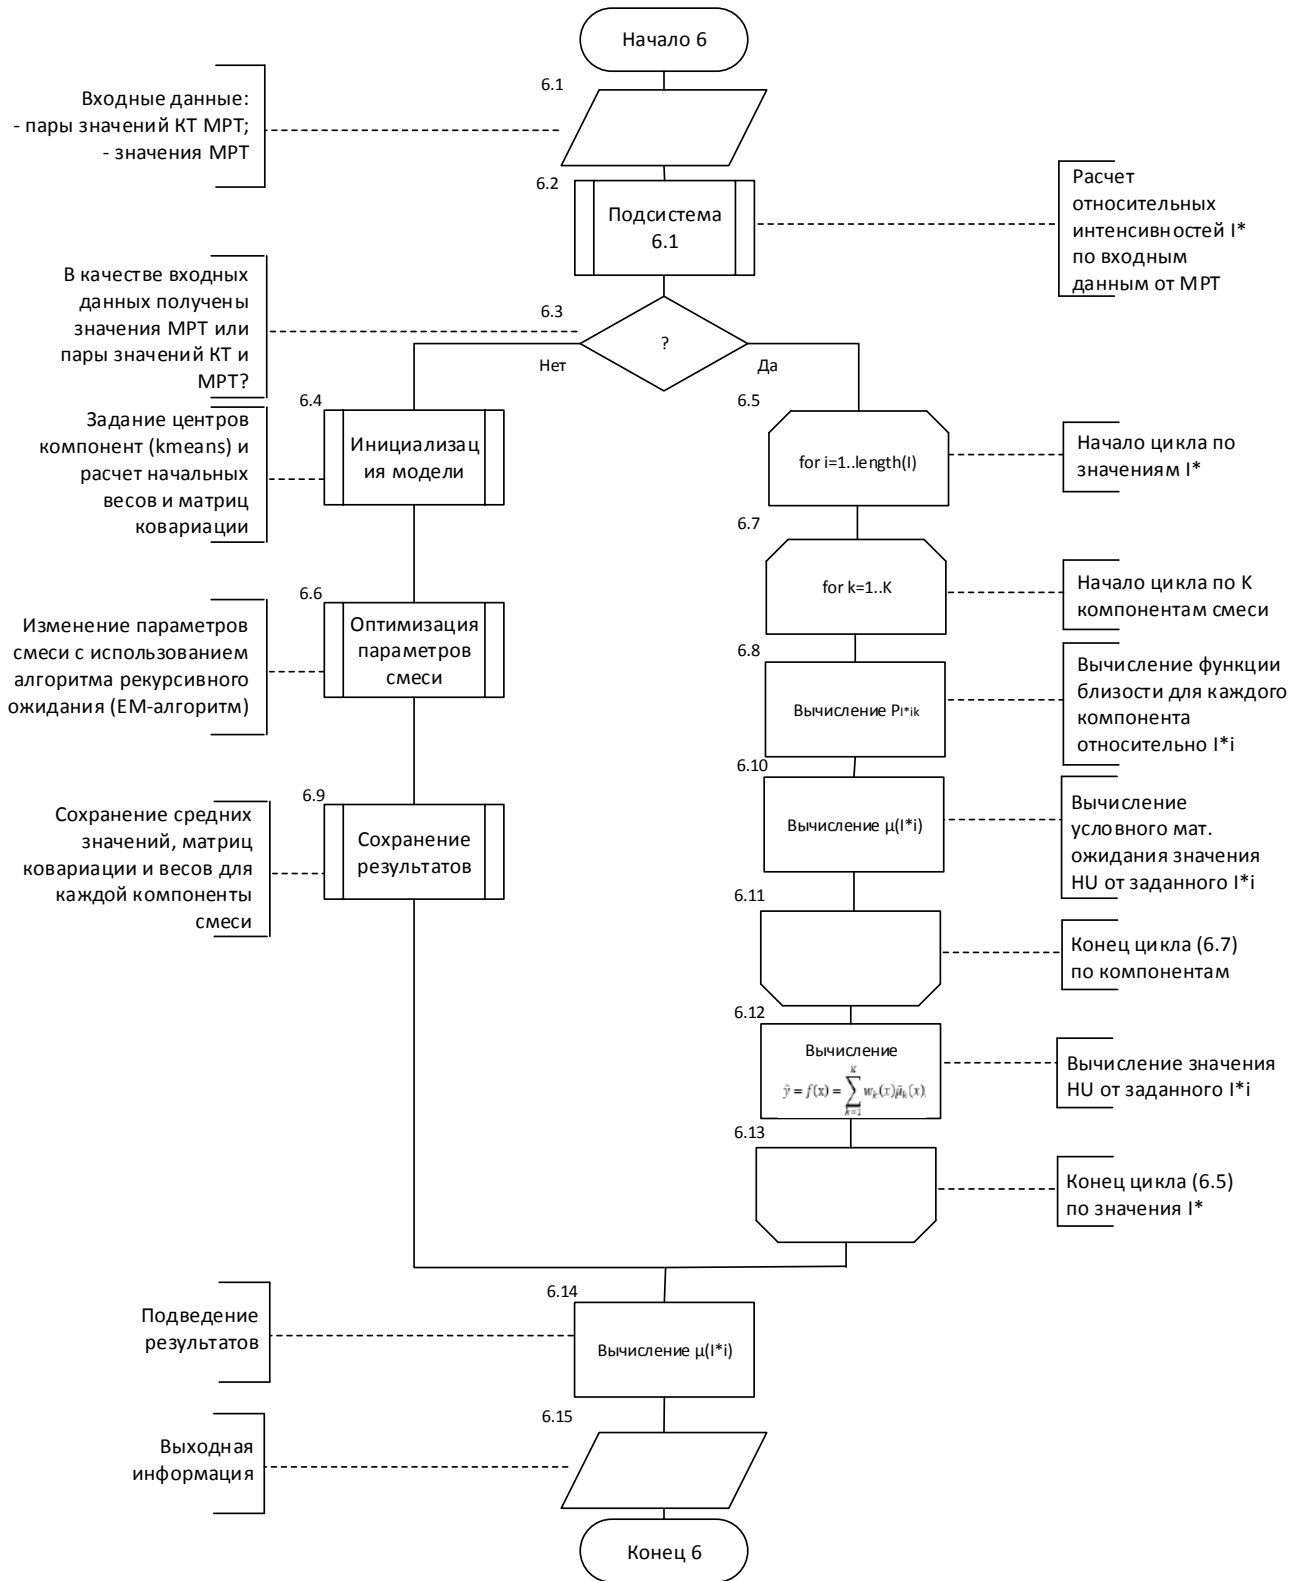 Начало 6
6.1
Входные данные:
- пары значений КТ МРТ;
- значения МРТ
6.2
Подсистема
6.1
Расчет
относительных
интенсивностей I*
по входным
данным от МРТ
В качестве входных
данных получены
значения МРТ или
пары значений КТ и
МРТ?
6.3
?
Нет
Да
6.4
Инициализац
ия модели
Задание центров
компонент (kmeans) и
расчет начальных
весов и матриц
ковариации
6.5
for i=1..length(I)
Начало цикла по
значениям I*
6.7
for k=1..K
Начало цикла по K
компонентам смеси
6.6
Оптимизация
параметров
смеси
Изменение параметров
смеси с использованием
алгоритма рекурсивного
ожидания (EM-алгоритм)
6.8
Вычисление PI*ik
Вычисление функции
близости для каждого
компонента
относительно I*i
6.10
Вычисление μ(I*i)
Вычисление
условного мат.
ожидания значения
HU от заданного I*i
6.9
Сохранение
результатов
Сохранение средних
значений, матриц
ковариации и весов для
каждой компоненты
смеси
6.11
Конец цикла (6.7)
по компонентам
6.12
Вычисление
ŷ = f(x) = ∑_{k=1}^{K} w_k(x)μ̄_k(x)
Вычисление значения
HU от заданного I*i
6.13
Конец цикла (6.5)
по значения I*
6.14
Вычисление μ(I*i)
Подведение
результатов
6.15
Выходная
информация
Конец 6